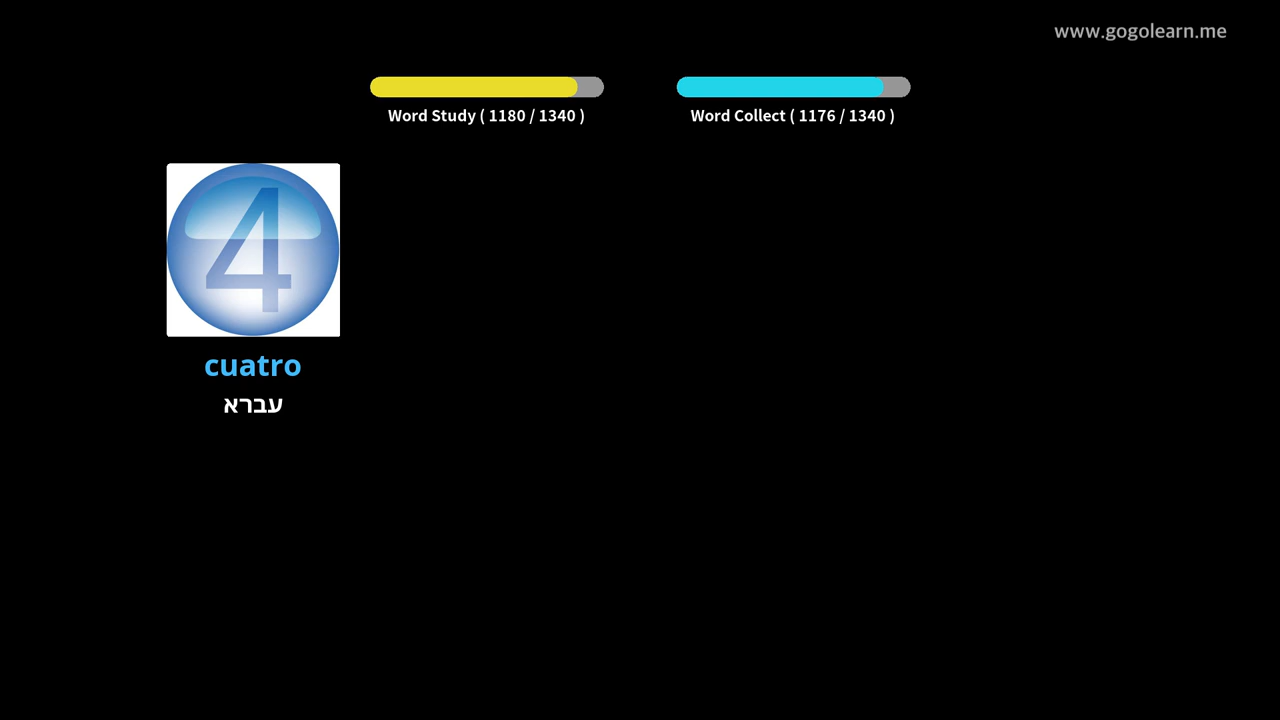 www.gogolearn.me
Word Study ( 1180 / 1340 )
Word Collect ( 1176 / 1340 )
4
cuatro
עברא